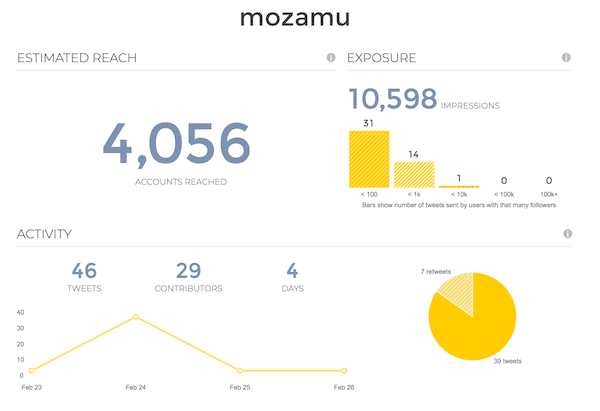 mozamu
ESTIMATED REACH
4,056
ACCOUNTS REACHED
EXPOSURE
10,598 IMPRESSIONS
31 14 1 0 0
< 100 < 1k < 10k < 100k 100k+
Bars show number of tweets sent by users with that many followers
ACTIVITY
46 29 4
TWEETS CONTRIBUTORS DAYS
40
30
20
10
0
Feb 23 Feb 24 Feb 25 Feb 26
7 retweets
39 tweets